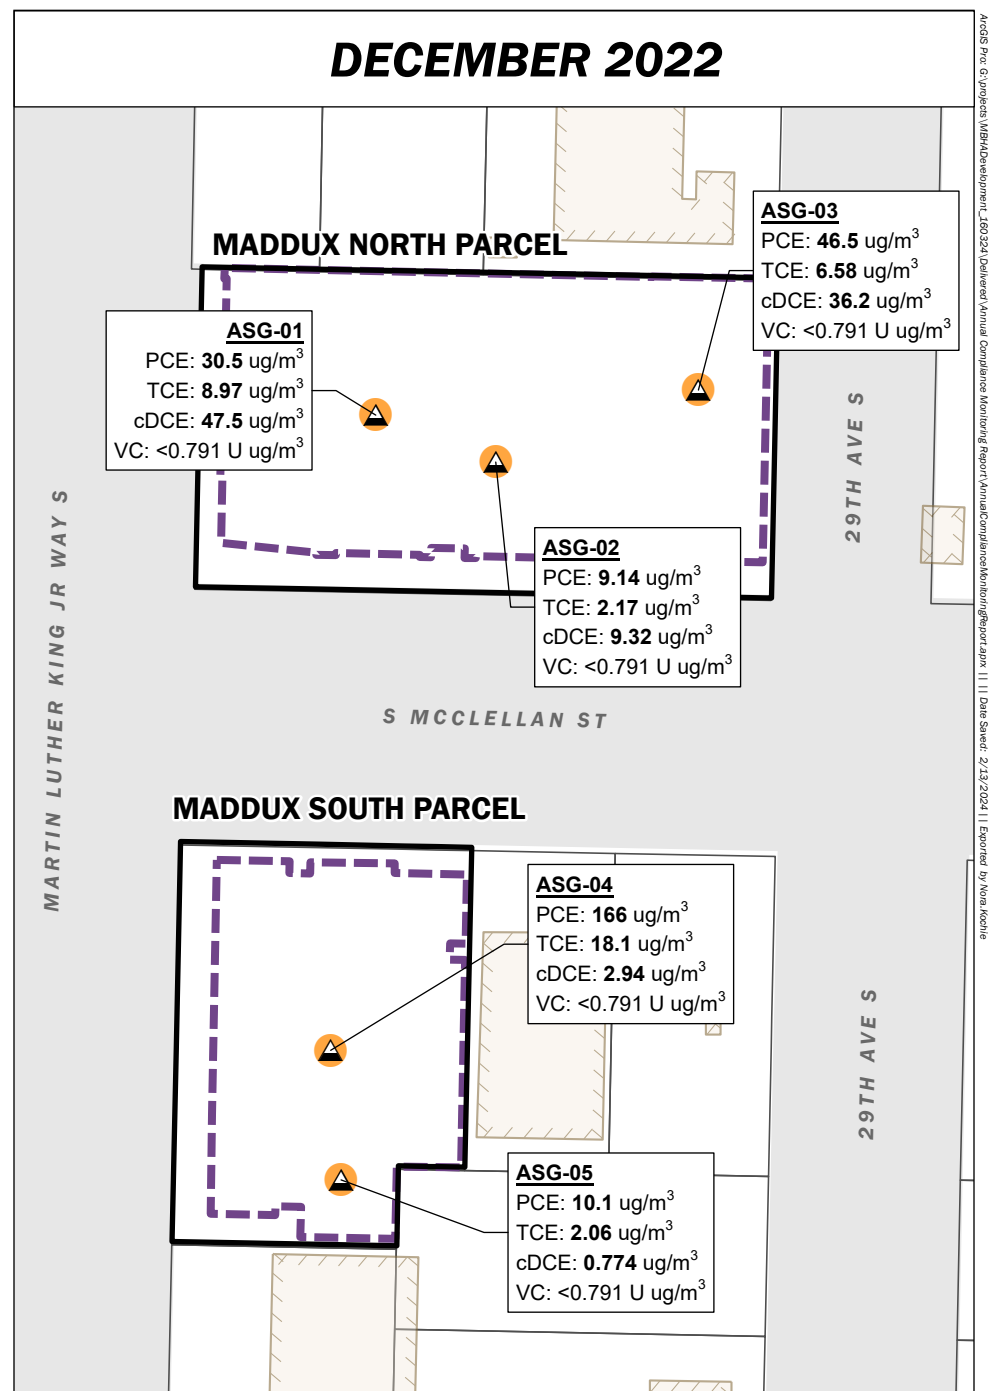 DECEMBER 2022
MADDUX NORTH PARCEL
ASG-03
PCE: 46.5 ug/m³
TCE: 6.58 ug/m³
cDCE: 36.2 ug/m³
VC: <0.791 U ug/m³
ASG-01
PCE: 30.5 ug/m³
TCE: 8.97 ug/m³
cDCE: 47.5 ug/m³
VC: <0.791 U ug/m³
ASG-02
PCE: 9.14 ug/m³
TCE: 2.17 ug/m³
cDCE: 9.32 ug/m³
VC: <0.791 U ug/m³
29TH AVE S
MARTIN LUTHER KING JR WAY S
S MCCLELLAN ST
MADDUX SOUTH PARCEL
ASG-04
PCE: 166 ug/m³
TCE: 18.1 ug/m³
cDCE: 2.94 ug/m³
VC: <0.791 U ug/m³
29TH AVE S
ASG-05
PCE: 10.1 ug/m³
TCE: 2.06 ug/m³
cDCE: 0.774 ug/m³
VC: <0.791 U ug/m³
ArcGIS Pro: G:\projects\MBHADevelopment_160324\Delivered\Annual Compliance Monitoring Report\AnnualComplianceMonitoringReport.aprx || || Date Saved: 2/13/2024 || Exported by Nora.Kochie